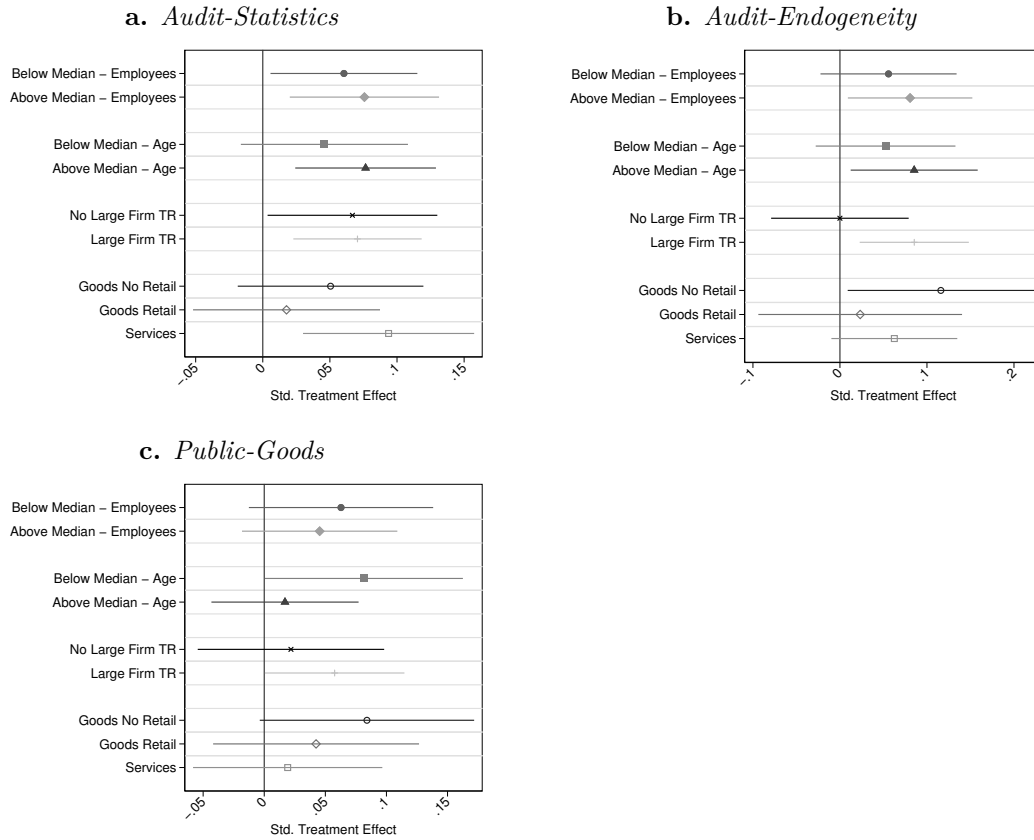 a. Audit-Statistics
Below Median – Employees
Above Median – Employees
Below Median – Age
Above Median – Age
No Large Firm TR
Large Firm TR
Goods No Retail
Goods Retail
Services
–.05 0 .05 .1 .15
Std. Treatment Effect
b. Audit-Endogeneity
Below Median – Employees
Above Median – Employees
Below Median – Age
Above Median – Age
No Large Firm TR
Large Firm TR
Goods No Retail
Goods Retail
Services
–.1 0 .1 .2
Std. Treatment Effect
c. Public-Goods
Below Median – Employees
Above Median – Employees
Below Median – Age
Above Median – Age
No Large Firm TR
Large Firm TR
Goods No Retail
Goods Retail
Services
–.05 0 .05 .1 .15
Std. Treatment Effect